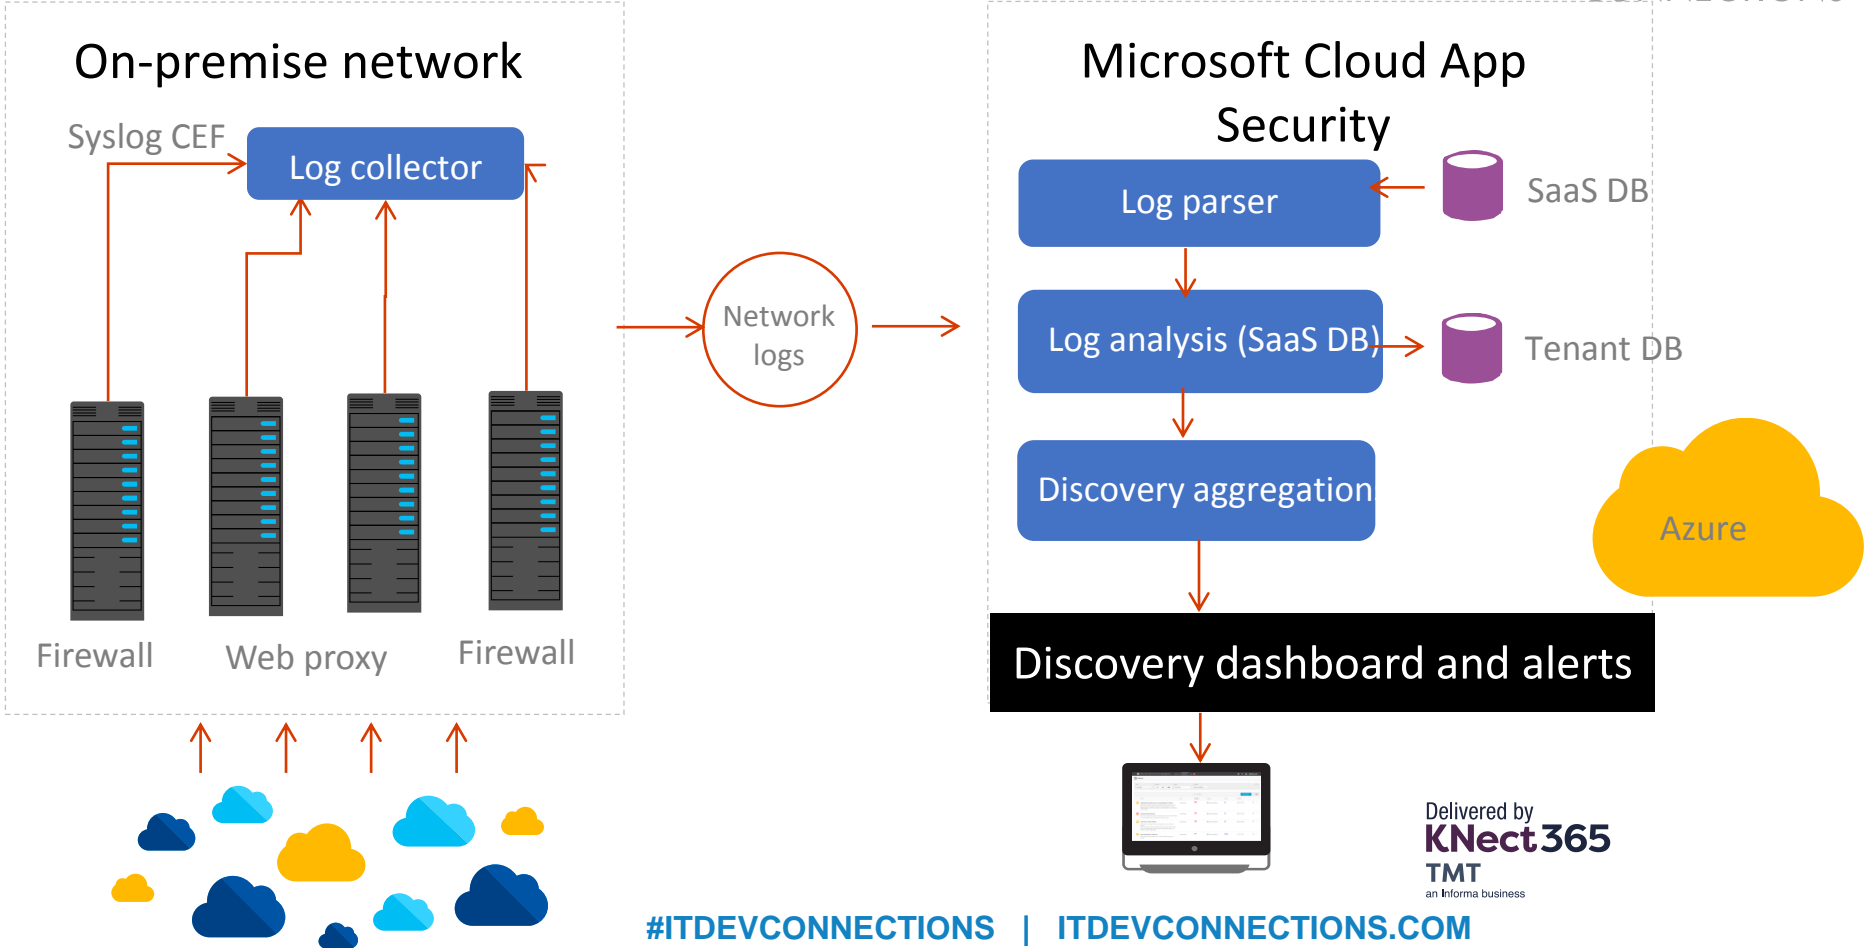 On-premise network
Syslog CEF
Log collector
Firewall
Web proxy
Firewall
Network
logs
Microsoft Cloud App
Security
Log parser
SaaS DB
Log analysis (SaaS DB)
Tenant DB
Discovery aggregation
Azure
Discovery dashboard and alerts
Delivered by
KNect365
TMT
an Informa business
#ITDEVCONNECTIONS | ITDEVCONNECTIONS.COM